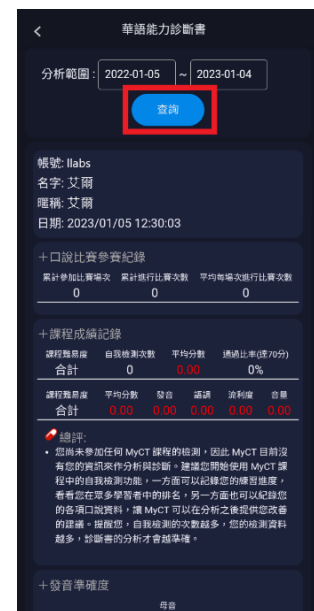 華語能力診斷書
分析範圍: 2022-01-05 ~ 2023-01-04
查詢
帳號: llabs
名字: 艾爾
暱稱: 艾爾
日期: 2023/01/05 12:30:03
＋口說比賽參賽紀錄
累計參加比賽場次 累計進行比賽次數 平均每場次進行比賽次數
0 0 0
＋課程成績記錄
課程難易度 自我檢測次數 平均分數 通過比率(達70分)
合計 0 0.00 0%
課程難易度 平均分數 發音 語調 流利度 音量
合計 0.00 0.00 0.00 0.00 0.00
總評:
• 您尚未參加任何 MyCT 課程的檢測，因此 MyCT 目前沒
有您的資訊來作分析與診斷。建議您開始使用 MyCT 課
程中的自我檢測功能，一方面可以記錄您的練習進度，
看看您在眾多學習者中的排名，另一方面也可以紀錄您
的各項口說資料，讓 MyCT 可以在分析之後提供您改善
的建議。提醒您，自我檢測的次數越多，您的檢測資料
越多，診斷書的分析才會越準確。
＋發音準確度
母音